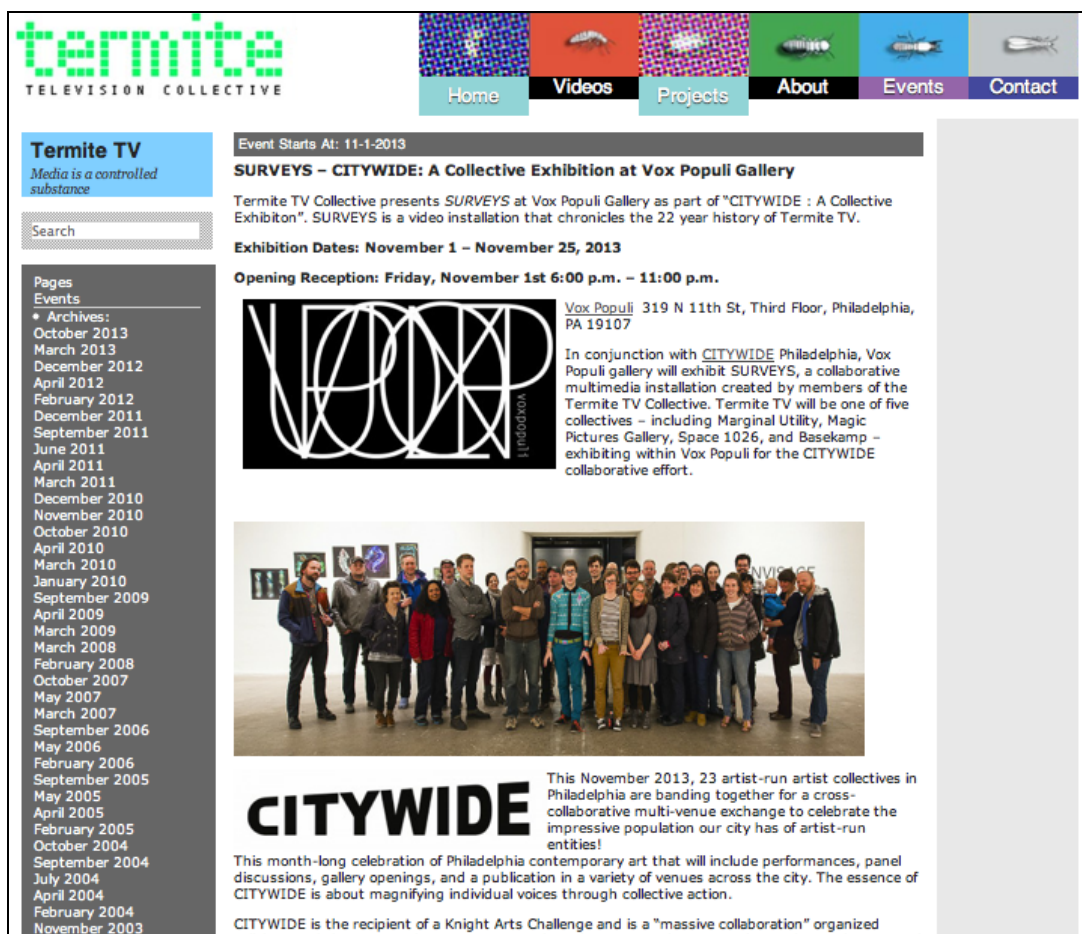 termite
TELEVISION COLLECTIVE
Home
Videos
Projects
About
Events
Contact
Termite TV
Media is a controlled
substance
Search
Pages
Events
• Archives:
October 2013
March 2013
December 2012
April 2012
February 2012
December 2011
September 2011
June 2011
April 2011
March 2011
December 2010
November 2010
October 2010
April 2010
March 2010
January 2010
September 2009
April 2009
March 2009
March 2008
February 2008
October 2007
May 2007
March 2007
September 2006
May 2006
February 2006
September 2005
May 2005
April 2005
February 2005
October 2004
September 2004
July 2004
April 2004
February 2004
November 2003
Event Starts At: 11-1-2013
SURVEYS – CITYWIDE: A Collective Exhibition at Vox Populi Gallery
Termite TV Collective presents SURVEYS at Vox Populi Gallery as part of “CITYWIDE : A Collective
Exhibiton”. SURVEYS is a video installation that chronicles the 22 year history of Termite TV.
Exhibition Dates: November 1 – November 25, 2013
Opening Reception: Friday, November 1st 6:00 p.m. – 11:00 p.m.
voxpopuli
Vox Populi 319 N 11th St, Third Floor, Philadelphia,
PA 19107
In conjunction with CITYWIDE Philadelphia, Vox
Populi gallery will exhibit SURVEYS, a collaborative
multimedia installation created by members of the
Termite TV Collective. Termite TV will be one of five
collectives – including Marginal Utility, Magic
Pictures Gallery, Space 1026, and Basekamp –
exhibiting within Vox Populi for the CITYWIDE
collaborative effort.
CITYWIDE
This November 2013, 23 artist-run artist collectives in
Philadelphia are banding together for a cross-
collaborative multi-venue exchange to celebrate the
impressive population our city has of artist-run
entities!
This month-long celebration of Philadelphia contemporary art that will include performances, panel
discussions, gallery openings, and a publication in a variety of venues across the city. The essence of
CITYWIDE is about magnifying individual voices through collective action.
CITYWIDE is the recipient of a Knight Arts Challenge and is a “massive collaboration” organized